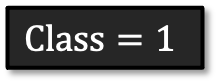 Class = 1